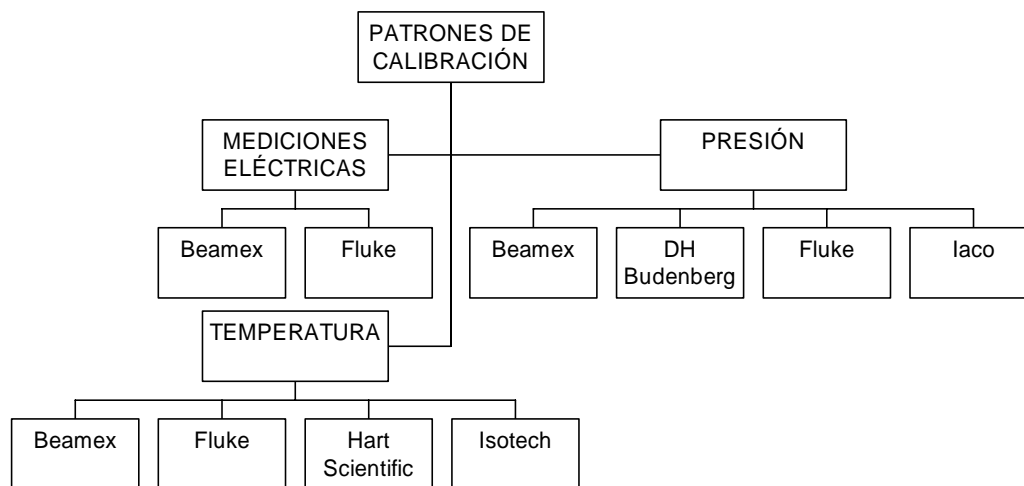 PATRONES DE
CALIBRACIÓN
MEDICIONES
ELÉCTRICAS
PRESIÓN
Beamex
Fluke
Beamex
DH
Budenberg
Fluke
Iaco
TEMPERATURA
Beamex
Fluke
Hart
Scientific
Isotech